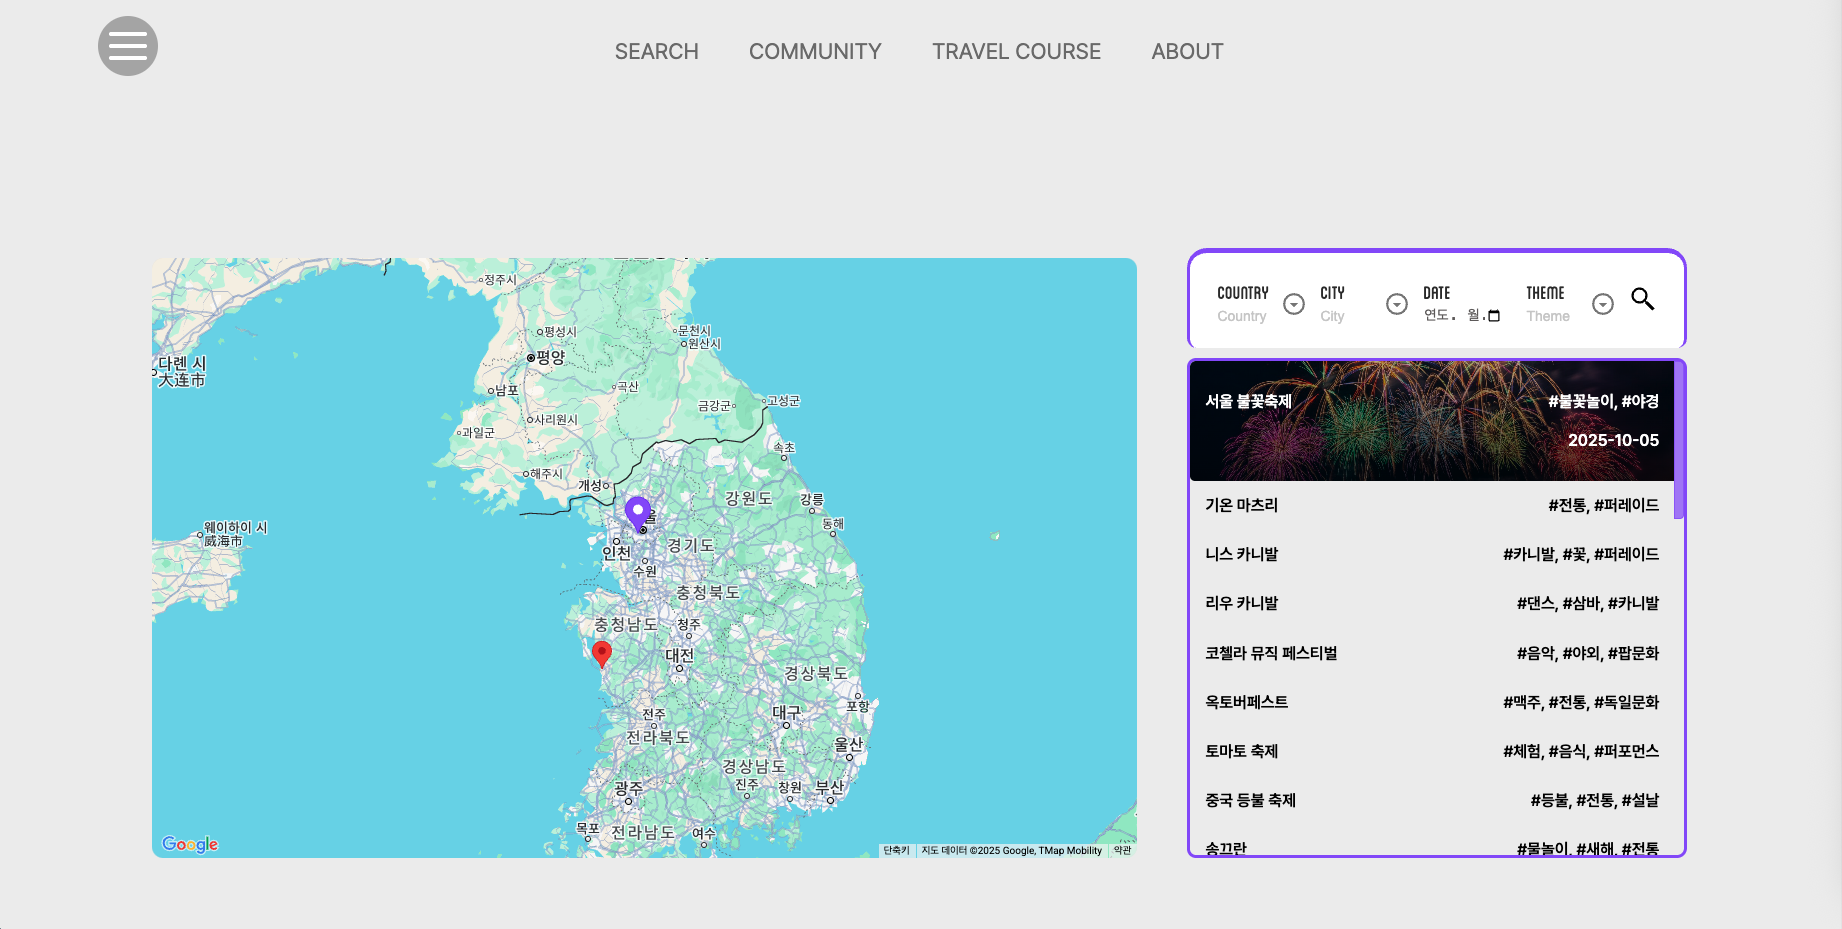 SEARCH
COMMUNITY
TRAVEL COURSE
ABOUT
정주시
평성시
평양
문천시
원산시
다롄 시
大连市
남포
곡산
금강군
고성군
사리원시
과일군
속초
해주시
개성
강원도
강릉
울
동해
웨이하이 시
威海市
인천
경기도
수원
충청북도
충청남도
청주
대전
경상북도
포항
전주
대구
전라북도
울산
경상남도
진주
창원
부산
광주
목포
전라남도
여수
Google
단축키
지도 데이터 ©2025 Google, TMap Mobility
약관
COUNTRY
Country
CITY
City
DATE
연도. 월.
THEME
Theme
서울 불꽃축제 #불꽃놀이, #야경
2025-10-05
기온 마츠리 #전통, #퍼레이드
니스 카니발 #카니발, #꽃, #퍼레이드
리우 카니발 #댄스, #삼바, #카니발
코첼라 뮤직 페스티벌 #음악, #야외, #팝문화
옥토버페스트 #맥주, #전통, #독일문화
토마토 축제 #체험, #음식, #퍼포먼스
중국 등불 축제 #등불, #전통, #설날
송끄란 #물놀이, #새해, #전통